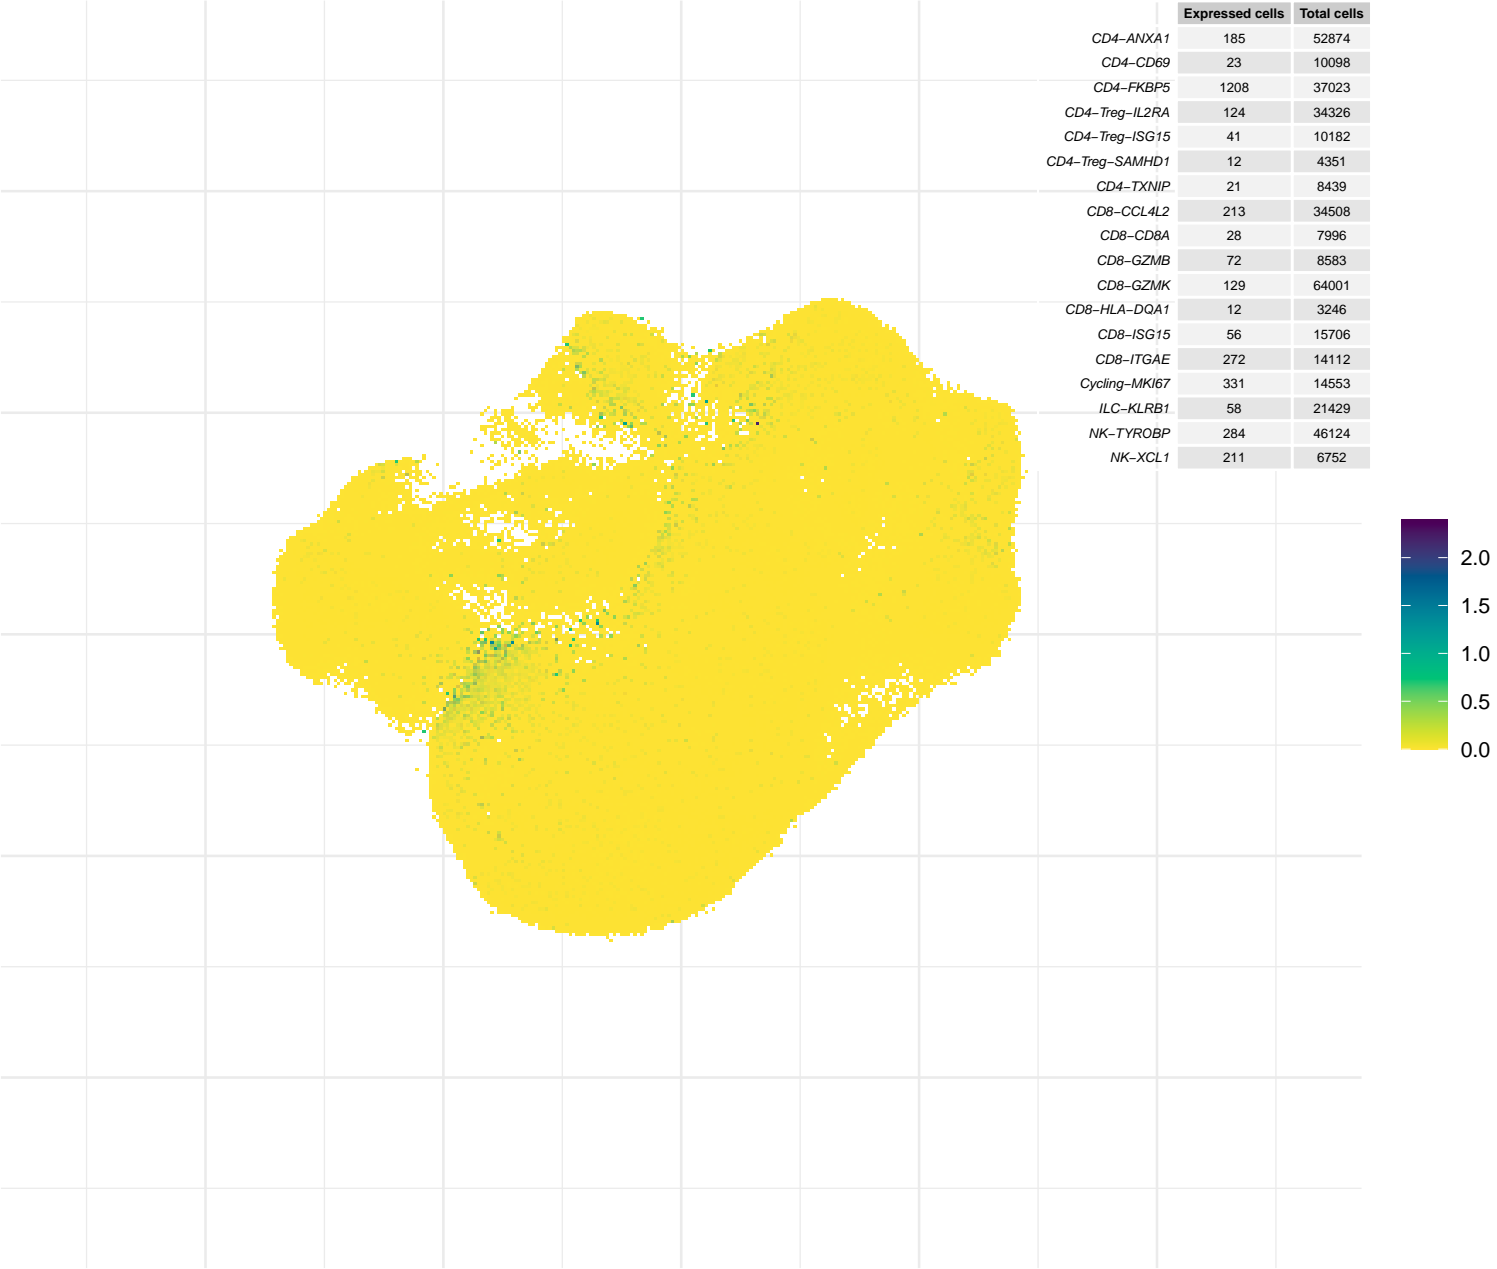 Expressed cells Total cells
CD4−ANXA1 185 52874
CD4−CD69 23 10098
CD4−FKBP5 1208 37023
CD4−Treg−IL2RA 124 34326
CD4−Treg−ISG15 41 10182
CD4−Treg−SAMHD1 12 4351
CD4−TXNIP 21 8439
CD8−CCL4L2 213 34508
CD8−CD8A 28 7996
CD8−GZMB 72 8583
CD8−GZMK 129 64001
CD8−HLA−DQA1 12 3246
CD8−ISG15 56 15706
CD8−ITGAE 272 14112
Cycling−MKI67 331 14553
ILC−KLRB1 58 21429
NK−TYROBP 284 46124
NK−XCL1 211 6752
2.0
1.5
1.0
0.5
0.0